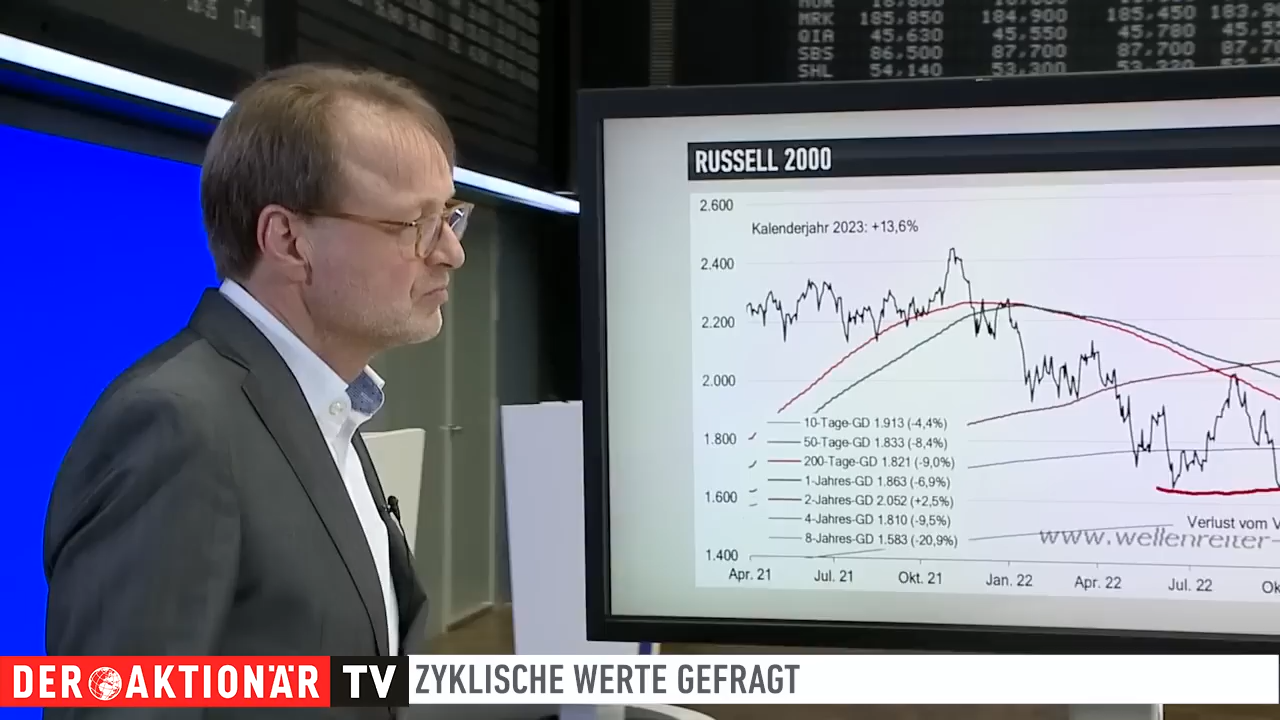 MRK 185,850 184,900 185,450
QIA 45,630 45,550 45,780
SBS 86,500 87,700 87,700
SHL 54,140 53,300
RUSSELL 2000
2.600
Kalenderjahr 2023: +13,6%
2.400
2.200
2.000
1.800
1.600
1.400
10-Tage-GD 1.913 (-4,4%)
50-Tage-GD 1.833 (-8,4%)
200-Tage-GD 1.821 (-9,0%)
1-Jahres-GD 1.863 (-6,9%)
2-Jahres-GD 2.052 (+2,5%)
4-Jahres-GD 1.810 (-9,5%)
8-Jahres-GD 1.583 (-20,9%)
Verlust vom
www.wellenreiter-
Apr. 21 Jul. 21 Okt. 21 Jan. 22 Apr. 22 Jul. 22
DER AKTIONÄR TV
ZYKLISCHE WERTE GEFRAGT